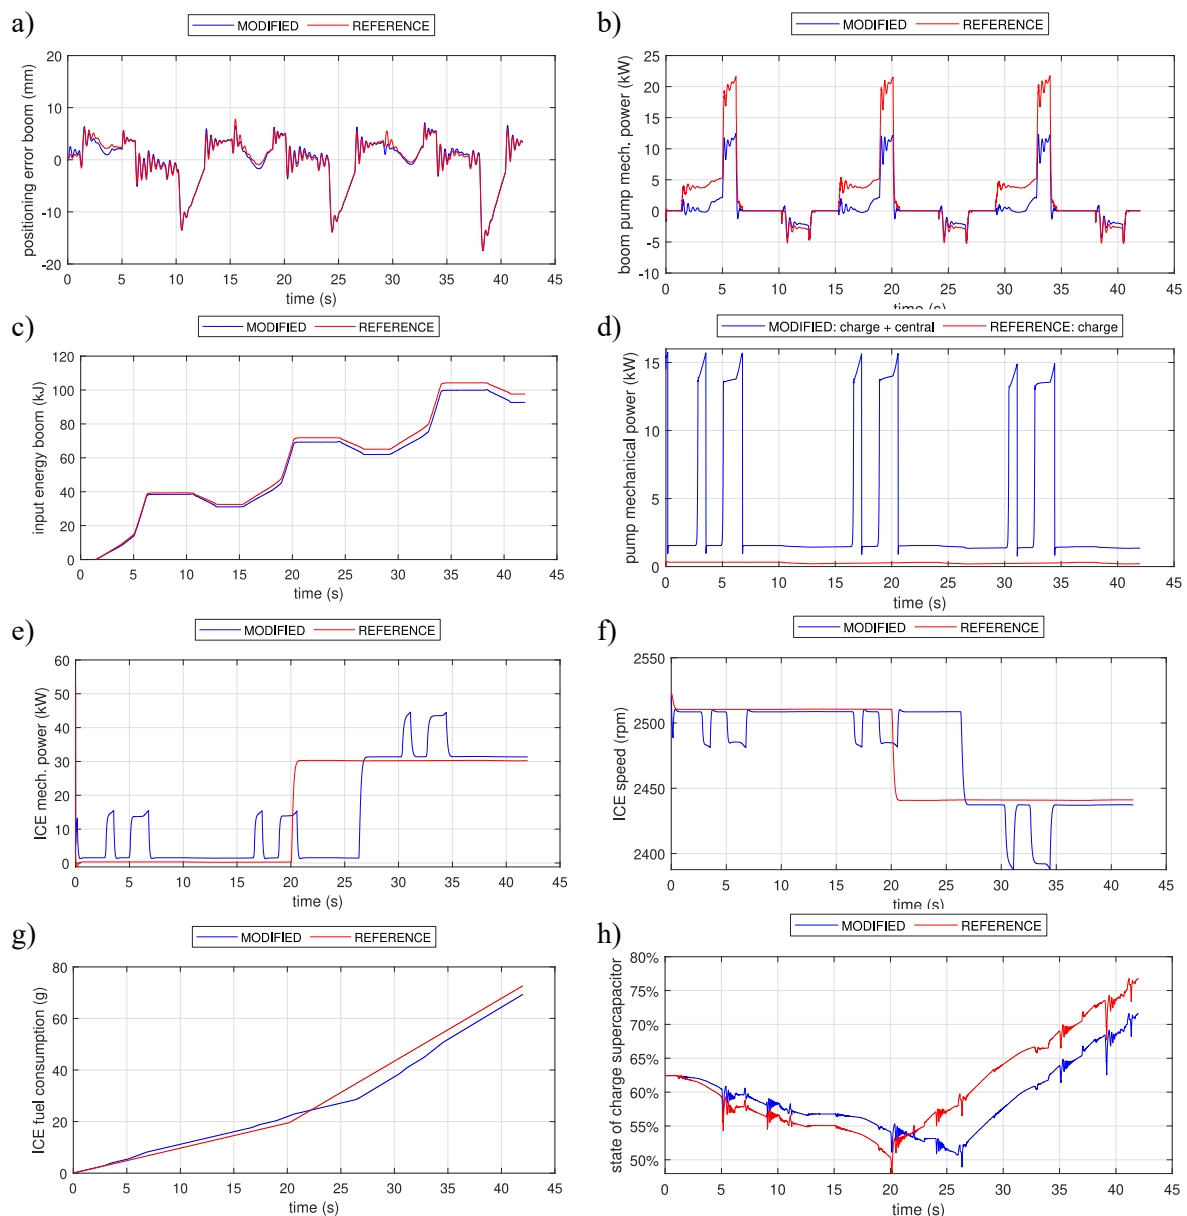 a)
MODIFIED REFERENCE
positioning error boom (mm)
20
10
0
-10
-20
0 5 10 15 20 25 30 35 40 45
time (s)
b)
MODIFIED REFERENCE
boom pump mech. power (kW)
25
20
15
10
5
0
-5
-10
0 5 10 15 20 25 30 35 40 45
time (s)
c)
MODIFIED REFERENCE
input energy boom (kJ)
120
100
80
60
40
20
0
0 5 10 15 20 25 30 35 40 45
time (s)
d)
MODIFIED: charge + central REFERENCE: charge
pump mechanical power (kW)
15
10
5
0
0 5 10 15 20 25 30 35 40 45
time (s)
e)
MODIFIED REFERENCE
ICE mech. power (kW)
60
50
40
30
20
10
0
0 5 10 15 20 25 30 35 40 45
time (s)
f)
MODIFIED REFERENCE
ICE speed (rpm)
2550
2500
2450
2400
0 5 10 15 20 25 30 35 40 45
time (s)
g)
MODIFIED REFERENCE
ICE fuel consumption (g)
80
60
40
20
0
0 5 10 15 20 25 30 35 40 45
time (s)
h)
MODIFIED REFERENCE
state of charge supercapacitor
80%
75%
70%
65%
60%
55%
50%
0 5 10 15 20 25 30 35 40 45
time (s)